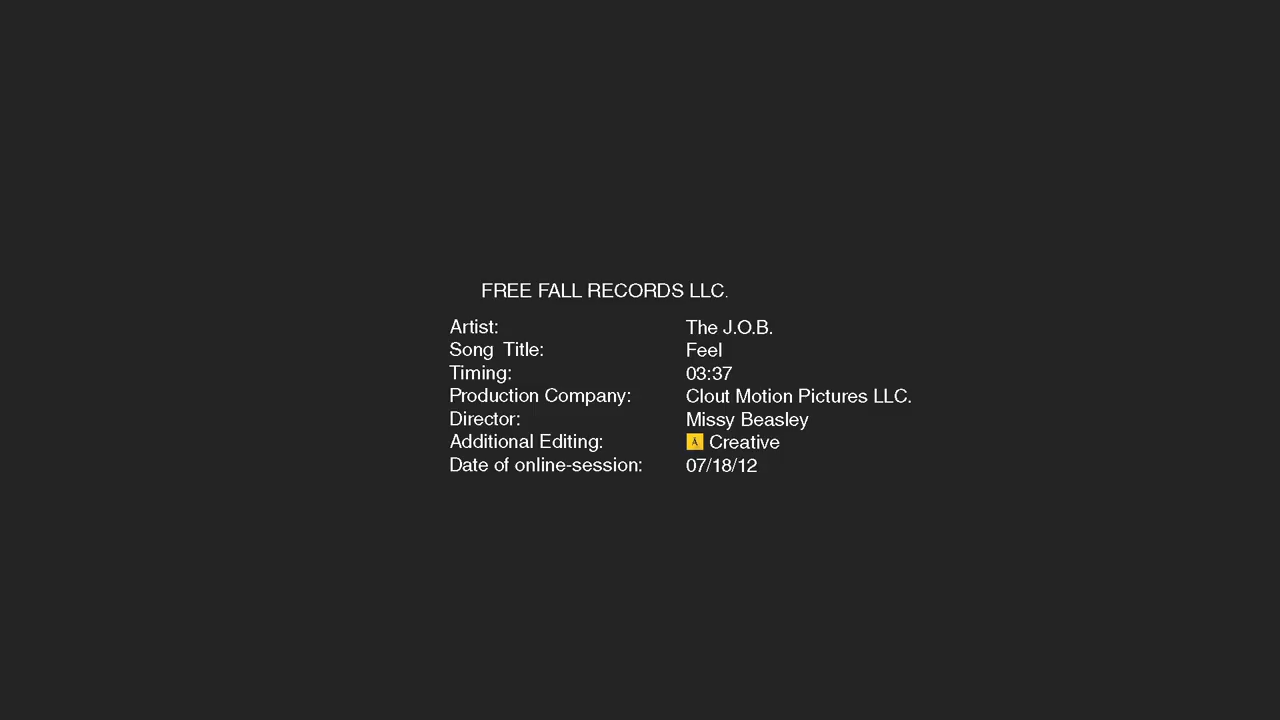 FREE FALL RECORDS LLC.
Artist: The J.O.B.
Song Title: Feel
Timing: 03:37
Production Company: Clout Motion Pictures LLC.
Director: Missy Beasley
Additional Editing: A Creative
Date of online-session: 07/18/12